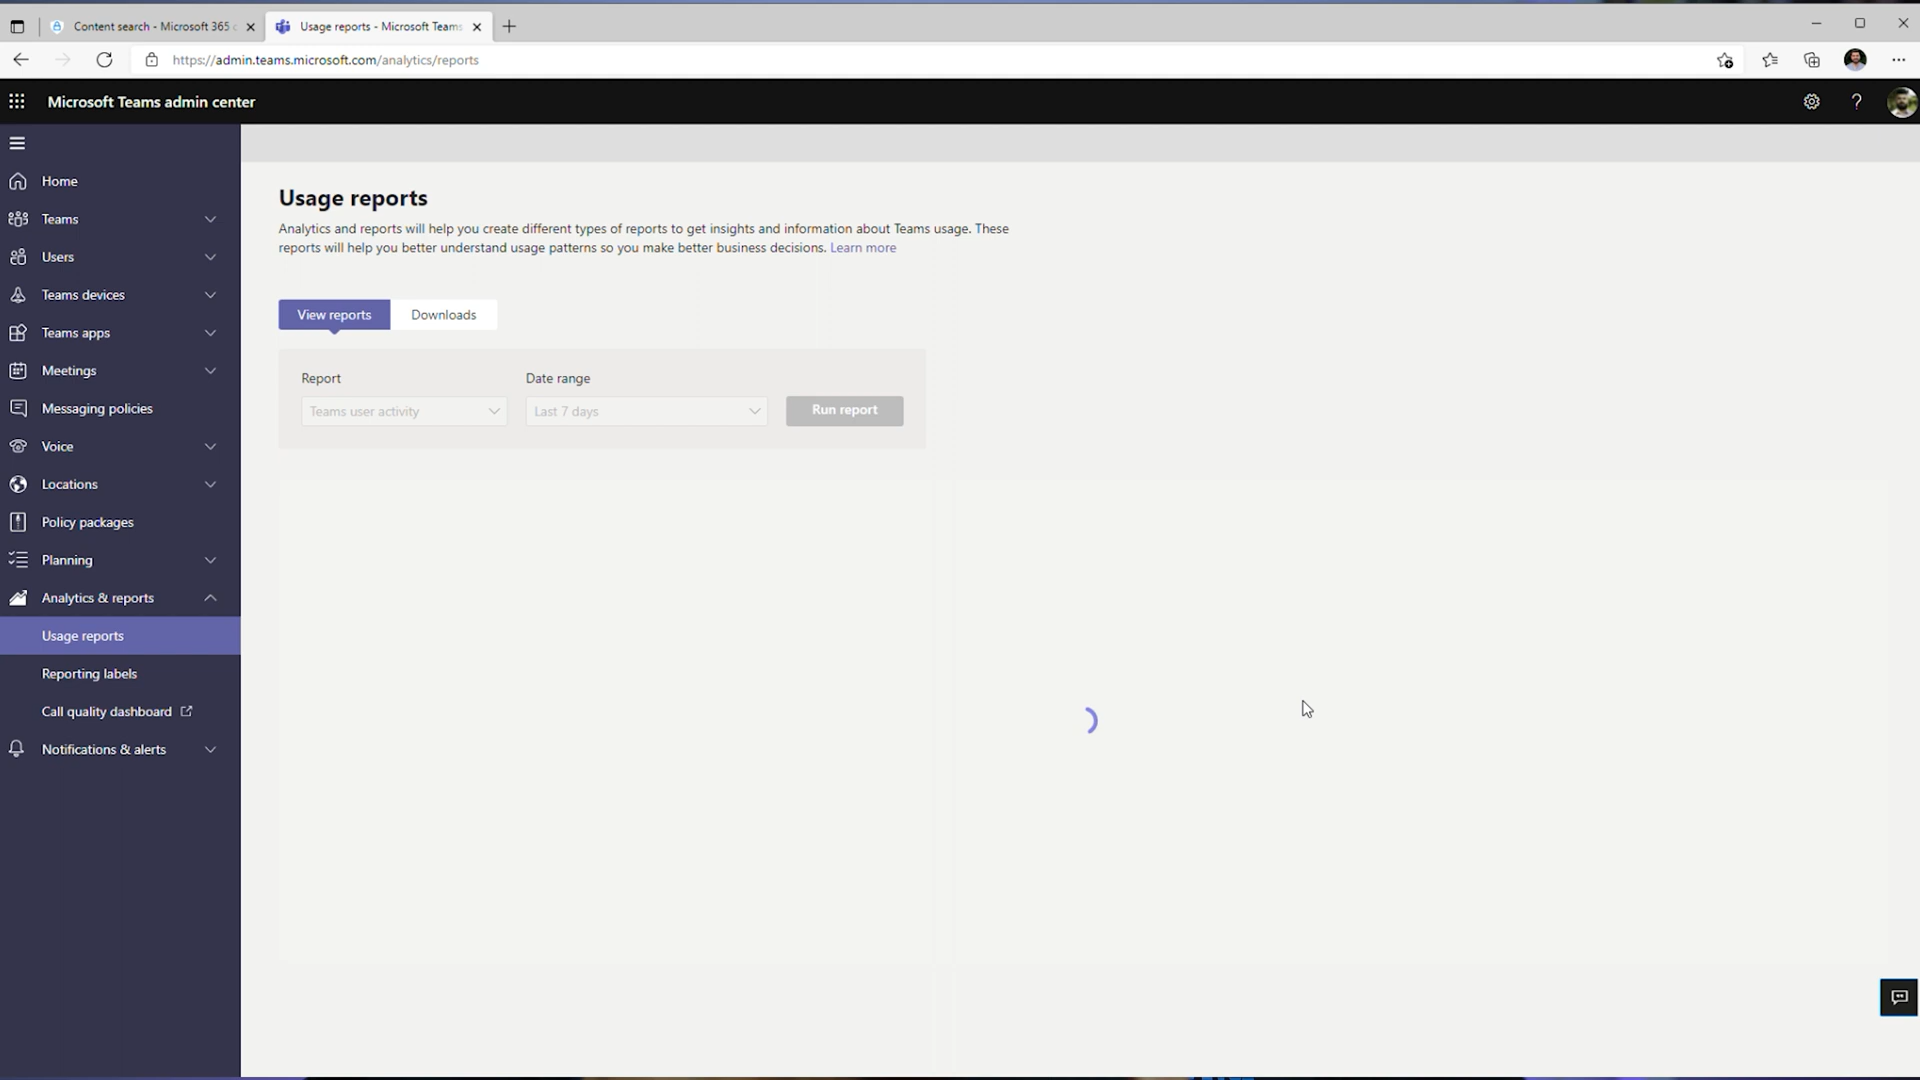 Content search - Microsoft 365 c
Usage reports - Microsoft Teams
https://admin.teams.microsoft.com/analytics/reports
Microsoft Teams admin center
?
Home
Teams
Users
Teams devices
Teams apps
Meetings
Messaging policies
Voice
Locations
Policy packages
Planning
Analytics & reports
Usage reports
Reporting labels
Call quality dashboard
Notifications & alerts
Usage reports
Analytics and reports will help you create different types of reports to get insights and information about Teams usage. These
reports will help you better understand usage patterns so you make better business decisions. Learn more
View reports
Downloads
Report
Date range
Teams user activity
Last 7 days
Run report